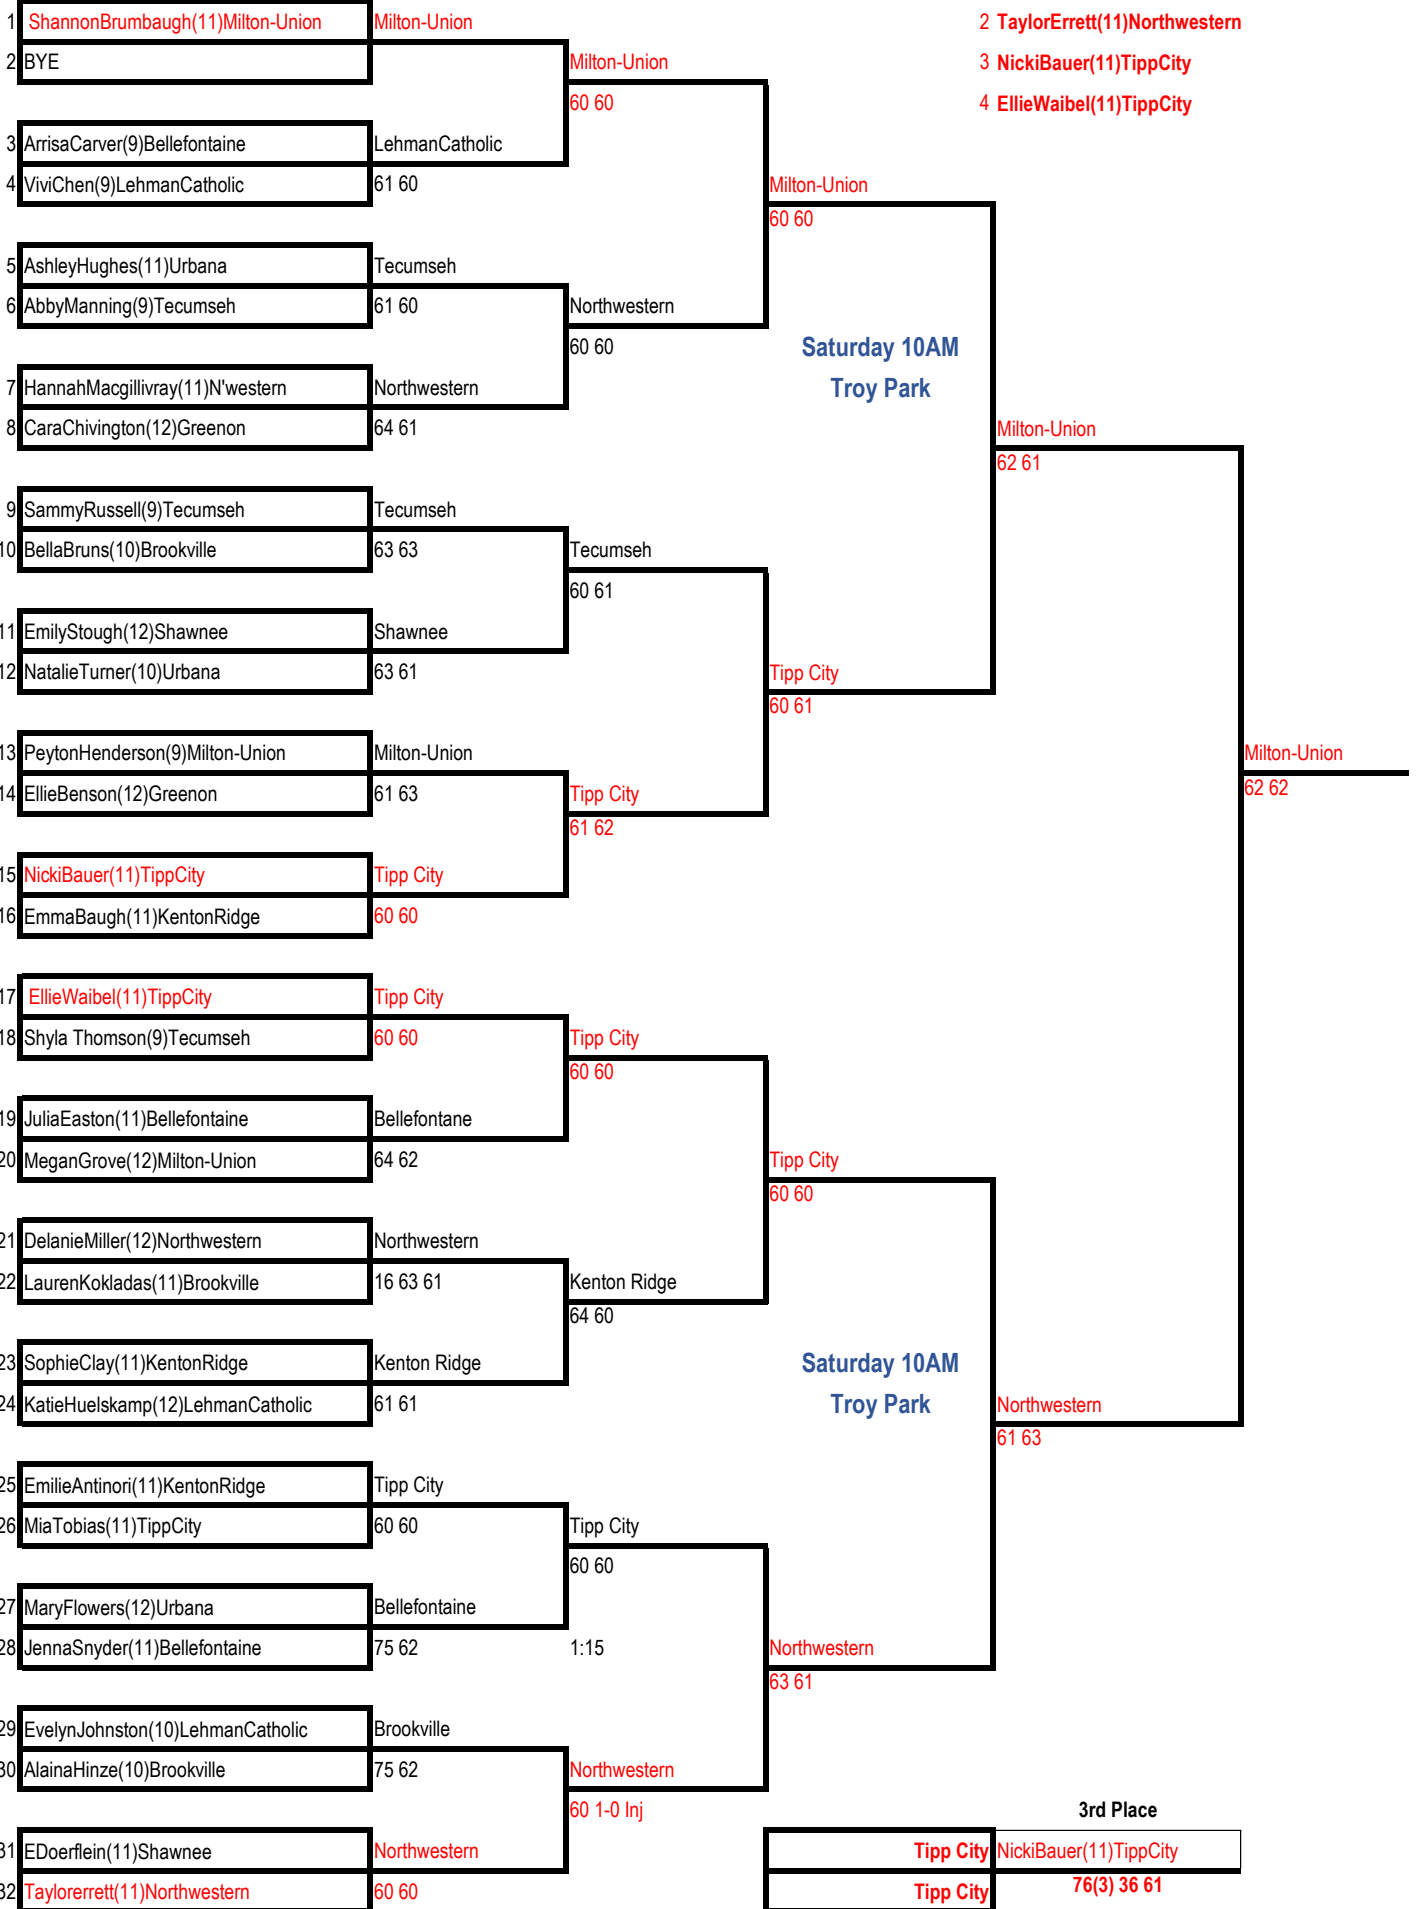 1 ShannonBrumbaugh(11)Milton-Union Milton-Union 2 TaylorErrett(11)Northwestern
2 BYE Milton-Union 3 NickiBauer(11)TippCity
60 60 4 EllieWaibel(11)TippCity
3 ArrisaCarver(9)Bellefontaine LehmanCatholic
4 ViviChen(9)LehmanCatholic 61 60 Milton-Union
60 60
5 AshleyHughes(11)Urbana Tecumseh
6 AbbyManning(9)Tecumseh 61 60 Northwestern
60 60 Saturday 10AM
7 HannahMacgillivray(11)N'western Northwestern Troy Park
8 CaraChivington(12)Greenon 64 61 Milton-Union
62 61
9 SammyRussell(9)Tecumseh Tecumseh
10 BellaBruns(10)Brookville 63 63 Tecumseh
60 61
11 EmilyStough(12)Shawnee Shawnee
12 NatalieTurner(10)Urbana 63 61 Tipp City
60 61
13 PeytonHenderson(9)Milton-Union Milton-Union Milton-Union
14 EllieBenson(12)Greenon 61 63 Tipp City 62 62
61 62
15 NickiBauer(11)TippCity Tipp City
16 EmmaBaugh(11)KentonRidge 60 60
17 EllieWaibel(11)TippCity Tipp City
18 Shyla Thomson(9)Tecumseh 60 60 Tipp City
60 60
19 JuliaEaston(11)Bellefontaine Bellefontane
20 MeganGrove(12)Milton-Union 64 62 Tipp City
60 60
21 DelanieMiller(12)Northwestern Northwestern
22 LaurenKokladas(11)Brookville 16 63 61 Kenton Ridge
64 60
23 SophieClay(11)KentonRidge Kenton Ridge Saturday 10AM
24 KatieHuelskamp(12)LehmanCatholic 61 61 Troy Park Northwestern
61 63
25 EmilieAntinori(11)KentonRidge Tipp City
26 MiaTobias(11)TippCity 60 60 Tipp City
60 60
27 MaryFlowers(12)Urbana Bellefontaine
28 JennaSnyder(11)Bellefontaine 75 62 1:15 Northwestern
63 61
29 EvelynJohnston(10)LehmanCatholic Brookville
30 AlainaHinze(10)Brookville 75 62 Northwestern
60 1-0 Inj 3rd Place
31 EDoerflein(11)Shawnee Northwestern Tipp City NickiBauer(11)TippCity
32 Taylorerrett(11)Northwestern 60 60 Tipp City 76(3) 36 61